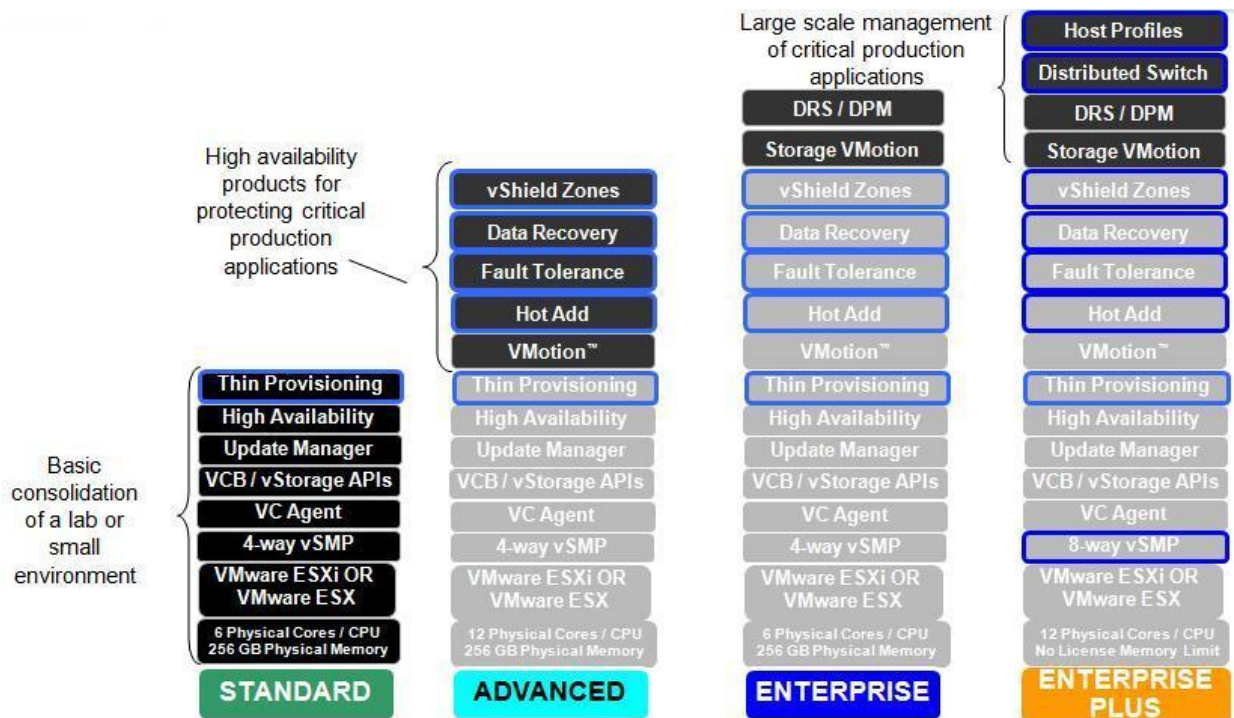 Large scale management
of critical production
applications
High availability
products for
protecting critical
production
applications
Basic
consolidation
of a lab or
small
environment
Thin Provisioning
High Availability
Update Manager
VCB / vStorage APIs
VC Agent
4-way vSMP
VMware ESXi OR
VMware ESX
6 Physical Cores / CPU
256 GB Physical Memory
STANDARD
vShield Zones
Data Recovery
Fault Tolerance
Hot Add
VMotion™
Thin Provisioning
High Availability
Update Manager
VCB / vStorage APIs
VC Agent
4-way vSMP
VMware ESXi OR
VMware ESX
12 Physical Cores / CPU
256 GB Physical Memory
ADVANCED
DRS / DPM
Storage VMotion
vShield Zones
Data Recovery
Fault Tolerance
Hot Add
VMotion™
Thin Provisioning
High Availability
Update Manager
VCB / vStorage APIs
VC Agent
4-way vSMP
VMware ESXi OR
VMware ESX
6 Physical Cores / CPU
256 GB Physical Memory
ENTERPRISE
Host Profiles
Distributed Switch
DRS / DPM
Storage VMotion
vShield Zones
Data Recovery
Fault Tolerance
Hot Add
VMotion™
Thin Provisioning
High Availability
Update Manager
VCB / vStorage APIs
VC Agent
8-way vSMP
VMware ESXi OR
VMware ESX
12 Physical Cores / CPU
No License Memory Limit
ENTERPRISE
PLUS